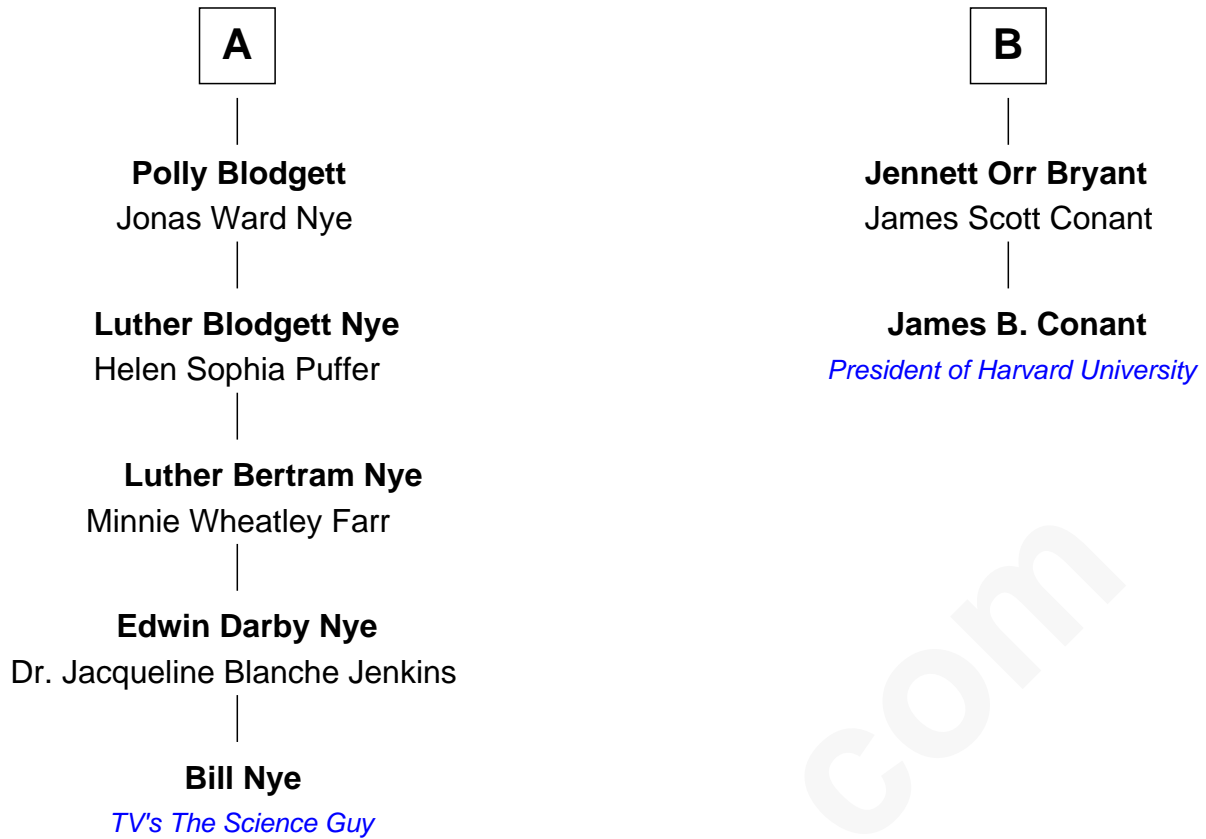 A
Polly Blodgett
Jonas Ward Nye
Luther Blodgett Nye
Helen Sophia Puffer
Luther Bertram Nye
Minnie Wheatley Farr
Edwin Darby Nye
Dr. Jacqueline Blanche Jenkins
Bill Nye
TV's The Science Guy
B
Jennett Orr Bryant
James Scott Conant
James B. Conant
President of Harvard University
com